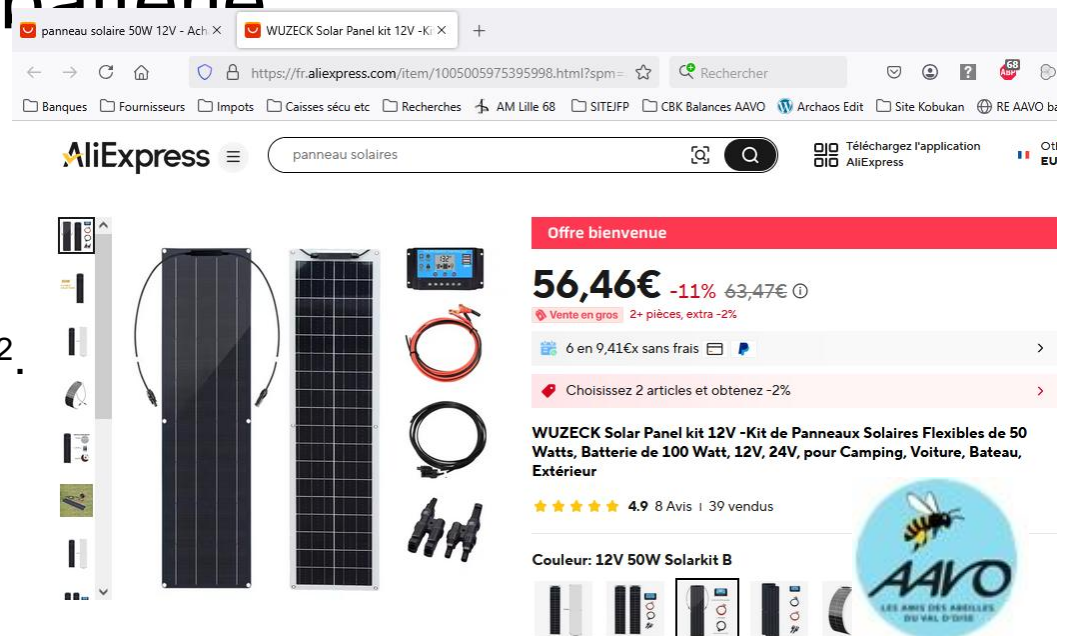 batterie
panneau solaire 50W 12V - Ach
WUZECK Solar Panel kit 12V -Ki
https://fr.aliexpress.com/item/1005005975395998.html?spm=
Rechercher
68
ABP
Banques Fournisseurs Impots Caisses sécu etc Recherches AM Lille 68 SITEJFP CBK Balances AAVO Archaos Edit Site Kobukan RE AAVO ba
AliExpress
panneau solaires
Téléchargez l'application
AliExpress
EU
Offre bienvenue
56,46€ -11% 63,47€
Vente en gros 2+ pièces, extra -2%
6 en 9,41€x sans frais
2.
Choisissez 2 articles et obtenez -2%
WUZECK Solar Panel kit 12V -Kit de Panneaux Solaires Flexibles de 50
Watts, Batterie de 100 Watt, 12V, 24V, pour Camping, Voiture, Bateau,
Extérieur
4.9 8 Avis | 39 vendus
Couleur: 12V 50W Solarkit B
AAVO
LES AMIS DES ABEILLES
DU VAL D'OISE